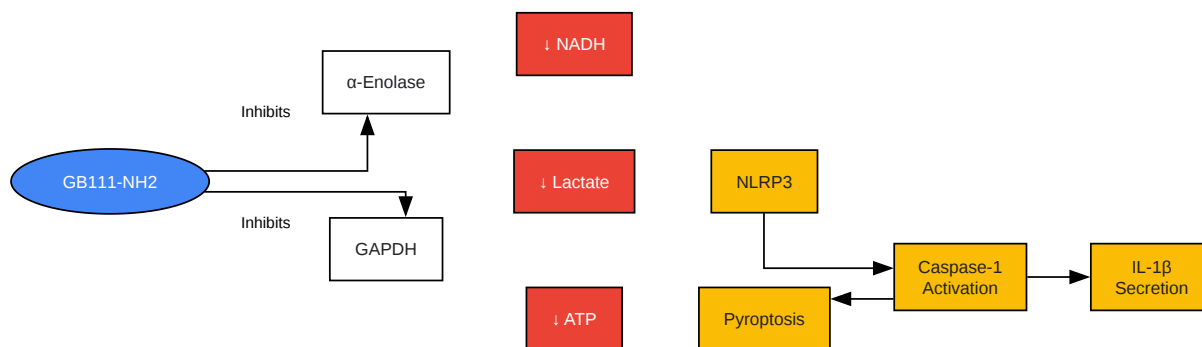 ↓ NADH
α-Enolase
Inhibits
GB111-NH2
↓ Lactate
NLRP3
Inhibits
GAPDH
Caspase-1
Activation
IL-1β
Secretion
↓ ATP
Pyroptosis